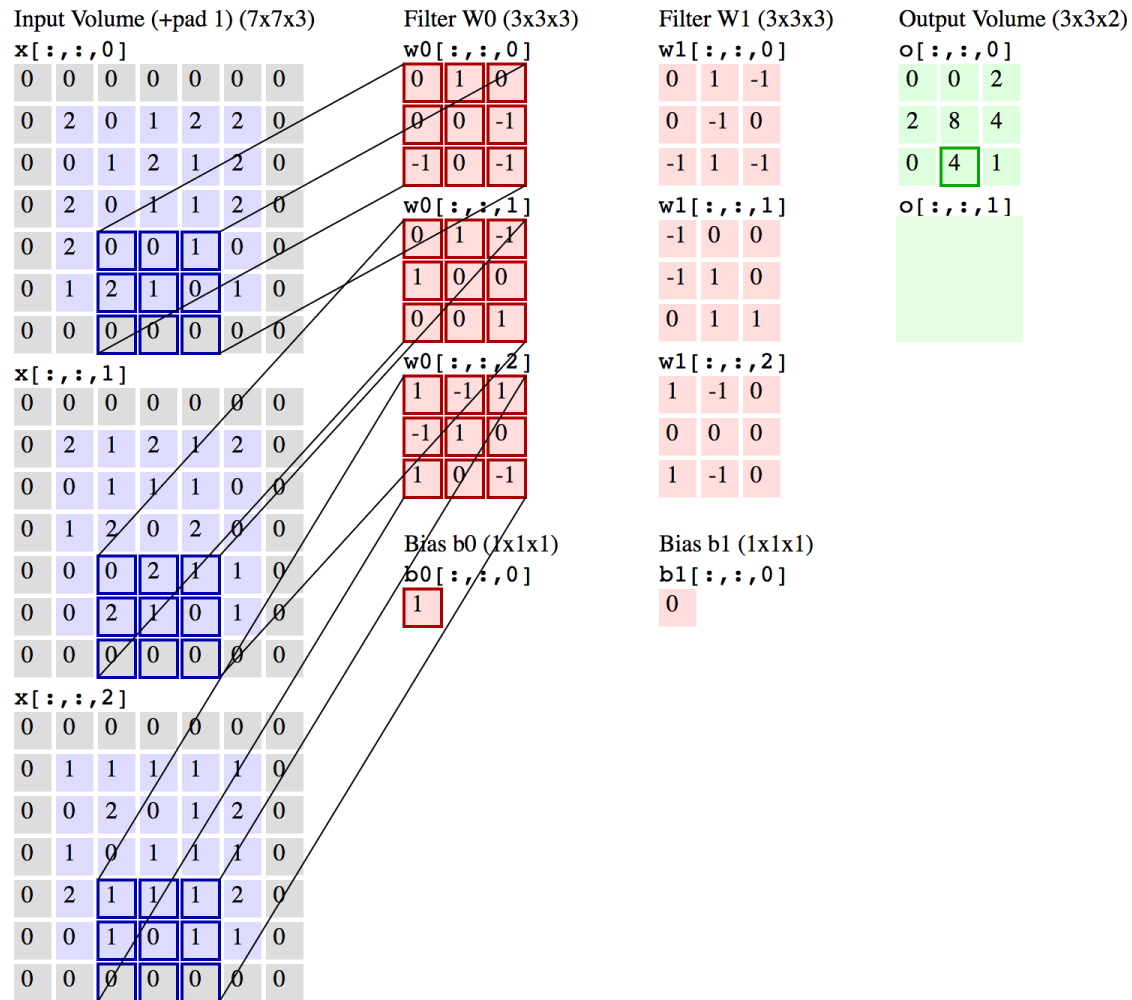 Input Volume (+pad 1) (7x7x3)
x[:,:,0]
0 0 0 0 0 0 0
0 2 0 1 2 2 0
0 0 1 2 1 2 0
0 2 0 1 1 2 0
0 2 0 0 1 0 0
0 1 2 1 0 1 0
0 0 0 0 0 0 0
x[:,:,1]
0 0 0 0 0 0 0
0 2 1 2 1 2 0
0 0 1 1 1 0 0
0 1 2 0 2 0 0
0 0 0 2 1 1 0
0 0 2 1 0 1 0
0 0 0 0 0 0 0
x[:,:,2]
0 0 0 0 0 0 0
0 1 1 1 1 1 0
0 0 2 0 1 2 0
0 1 0 1 1 1 0
0 2 1 1 1 2 0
0 0 1 0 1 1 0
0 0 0 0 0 0 0
Filter W0 (3x3x3)
w0[:,:,0]
0 1 0
0 0 -1
-1 0 -1
w0[:,:,1]
0 1 -1
1 0 0
0 0 1
w0[:,:,2]
1 -1 1
-1 1 0
1 0 -1
Bias b0 (1x1x1)
b0[:,:,0]
1
Filter W1 (3x3x3)
w1[:,:,0]
0 1 -1
0 -1 0
-1 1 -1
w1[:,:,1]
-1 0 0
-1 1 0
0 1 1
w1[:,:,2]
1 -1 0
0 0 0
1 -1 0
Bias b1 (1x1x1)
b1[:,:,0]
0
Output Volume (3x3x2)
o[:,:,0]
0 0 2
2 8 4
0 4 1
o[:,:,1]